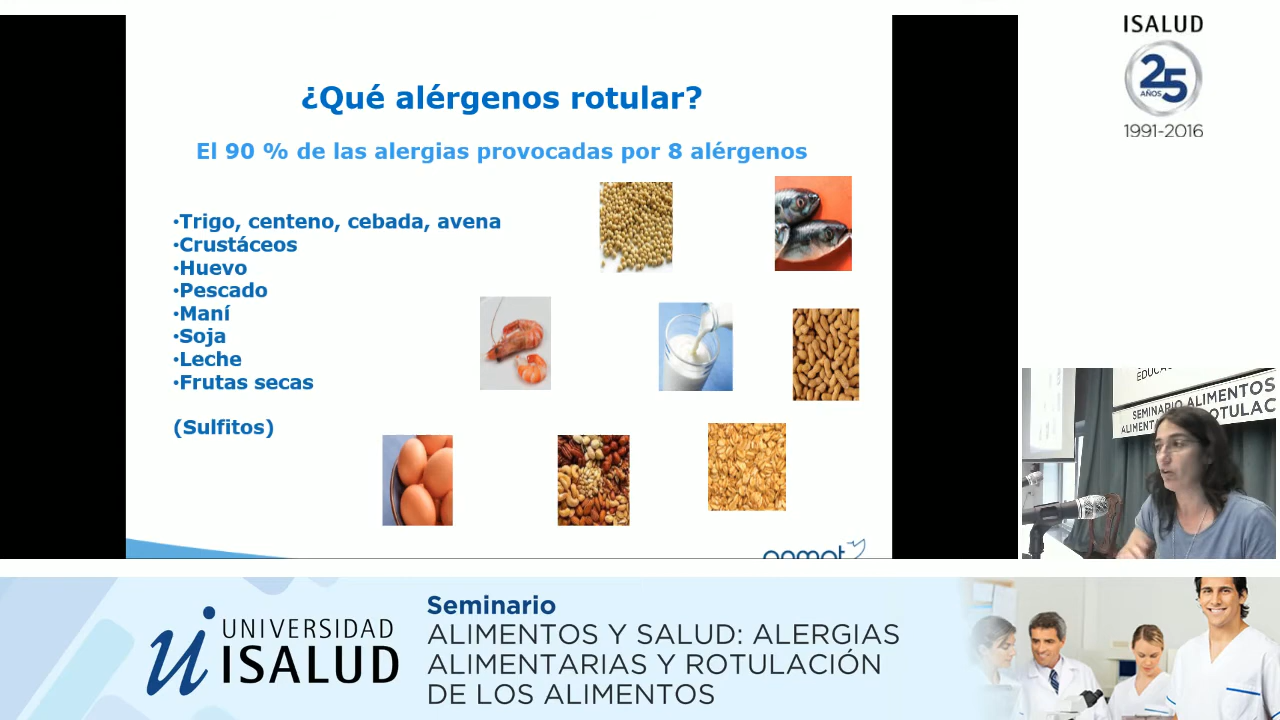 ¿Qué alérgenos rotular?
El 90 % de las alergias provocadas por 8 alérgenos
•Trigo, centeno, cebada, avena
•Crustáceos
•Huevo
•Pescado
•Maní
•Soja
•Leche
•Frutas secas
(Sulfitos)
anmat
ISALUD
25
AÑOS
1991-2016
SEMINARIO ALIMENTOS
UNIVERSIDAD
ISALUD
Seminario
ALIMENTOS Y SALUD: ALERGIAS
ALIMENTARIAS Y ROTULACIÓN
DE LOS ALIMENTOS